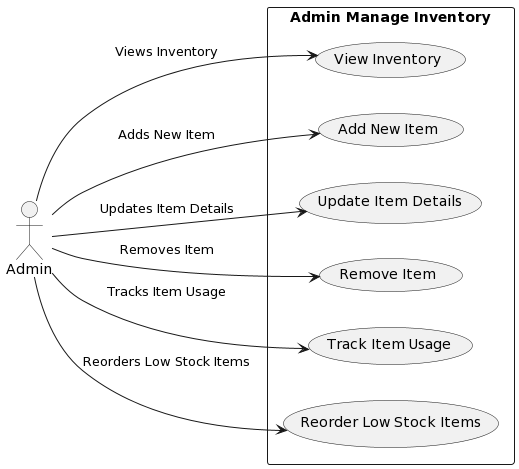 Admin Manage Inventory
Views Inventory
View Inventory
Adds New Item
Add New Item
Updates Item Details
Update Item Details
Removes Item
Remove Item
Admin
Tracks Item Usage
Track Item Usage
Reorders Low Stock Items
Reorder Low Stock Items